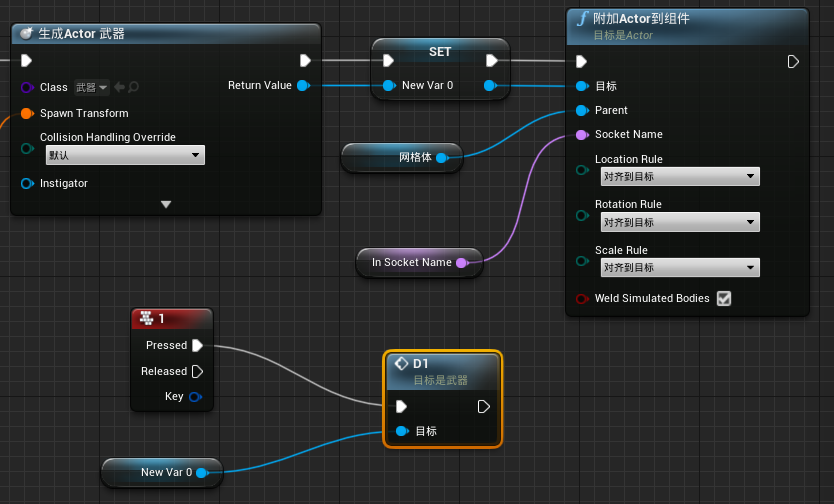 生成Actor 武器
Class 武器
Return Value
Spawn Transform
Collision Handling Override
默认
Instigator
SET
New Var 0
网格体
In Socket Name
附加Actor到组件
目标是Actor
目标
Parent
Socket Name
Location Rule
对齐到目标
Rotation Rule
对齐到目标
Scale Rule
对齐到目标
Weld Simulated Bodies
1
Pressed
Released
Key
D1
目标是武器
目标
New Var 0